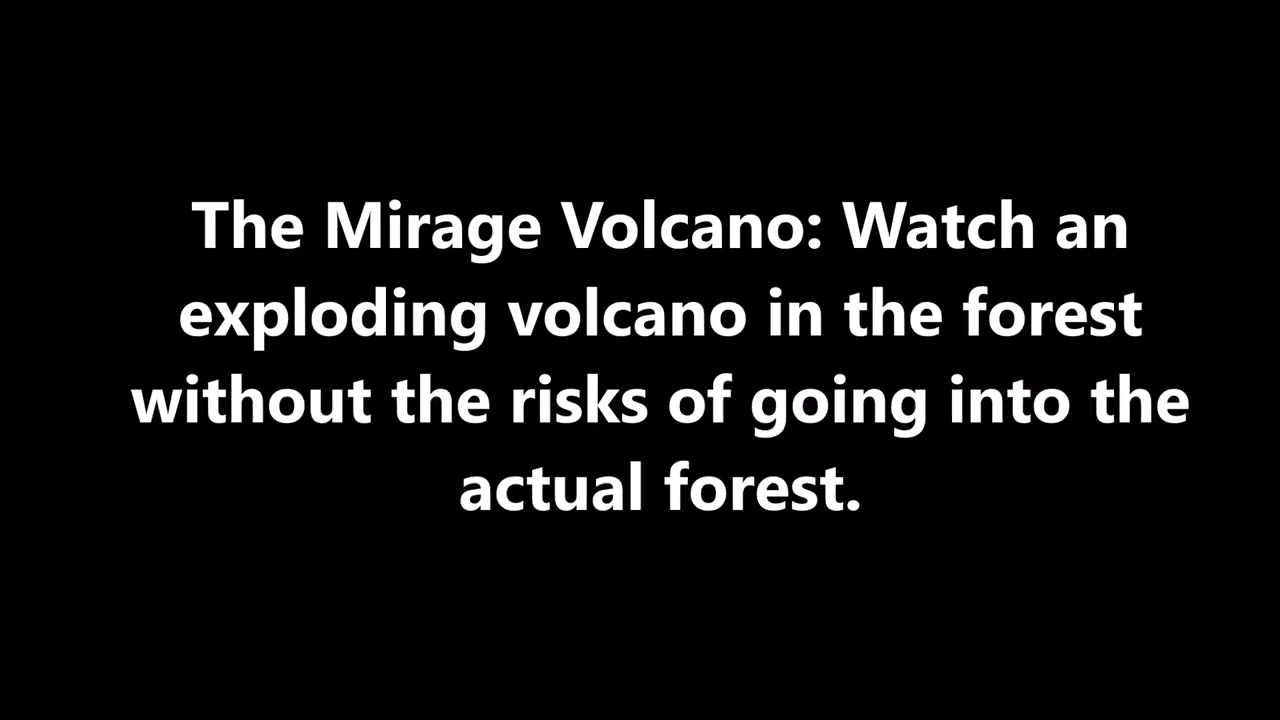 The Mirage Volcano: Watch an
exploding volcano in the forest
without the risks of going into the
actual forest.